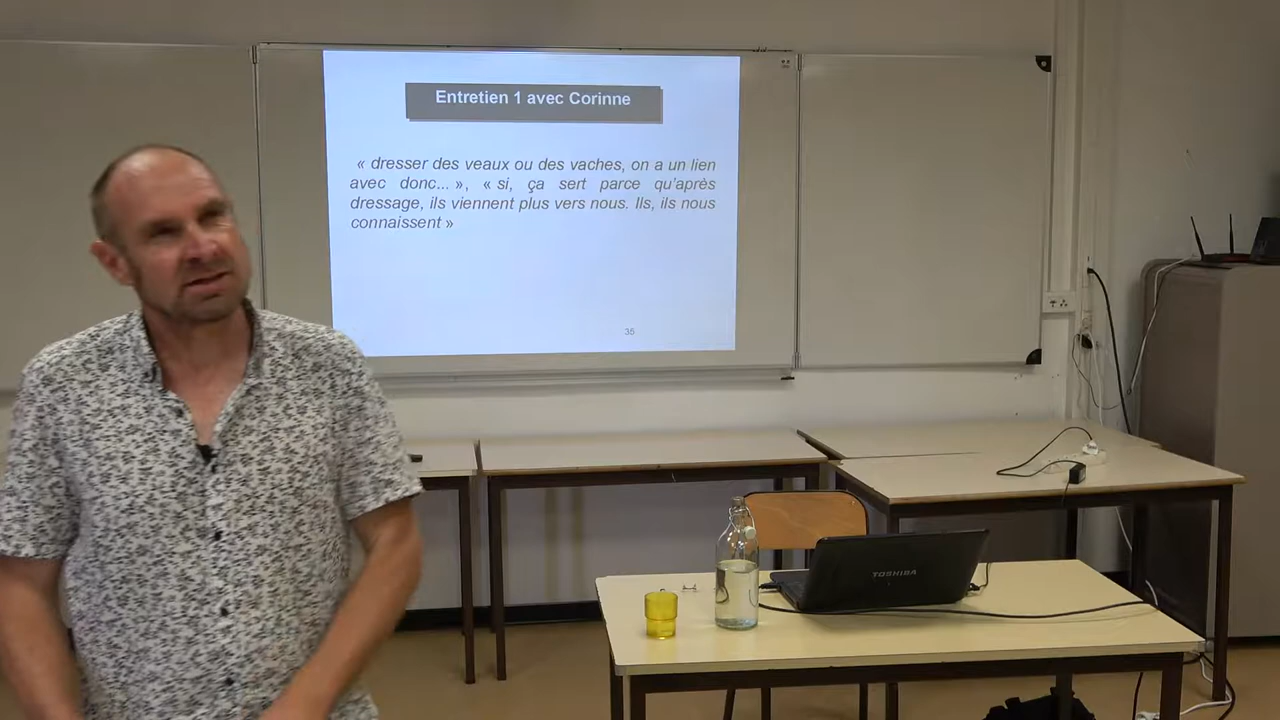 Entretien 1 avec Corinne
« dresser des veaux ou des vaches, on a un lien
avec donc... », « si, ça sert parce qu'après
dressage, ils viennent plus vers nous. Ils, ils nous
connaissent »
35
TOSHIBA